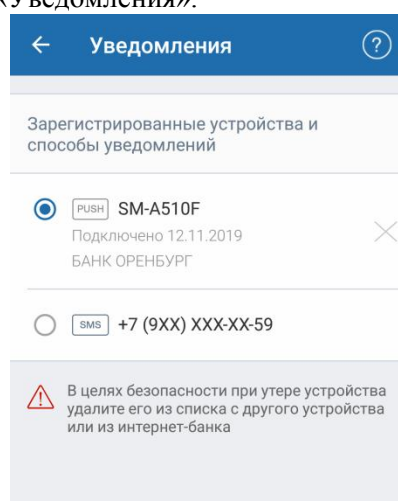 «Уведомления».
Уведомления
?
Зарегистрированные устройства и
способы уведомлений
PUSH SM-A510F
Подключено 12.11.2019
БАНК ОРЕНБУРГ
SMS +7 (9XX) XXX-XX-59
В целях безопасности при утере устройства
удалите его из списка с другого устройства
или из интернет-банка